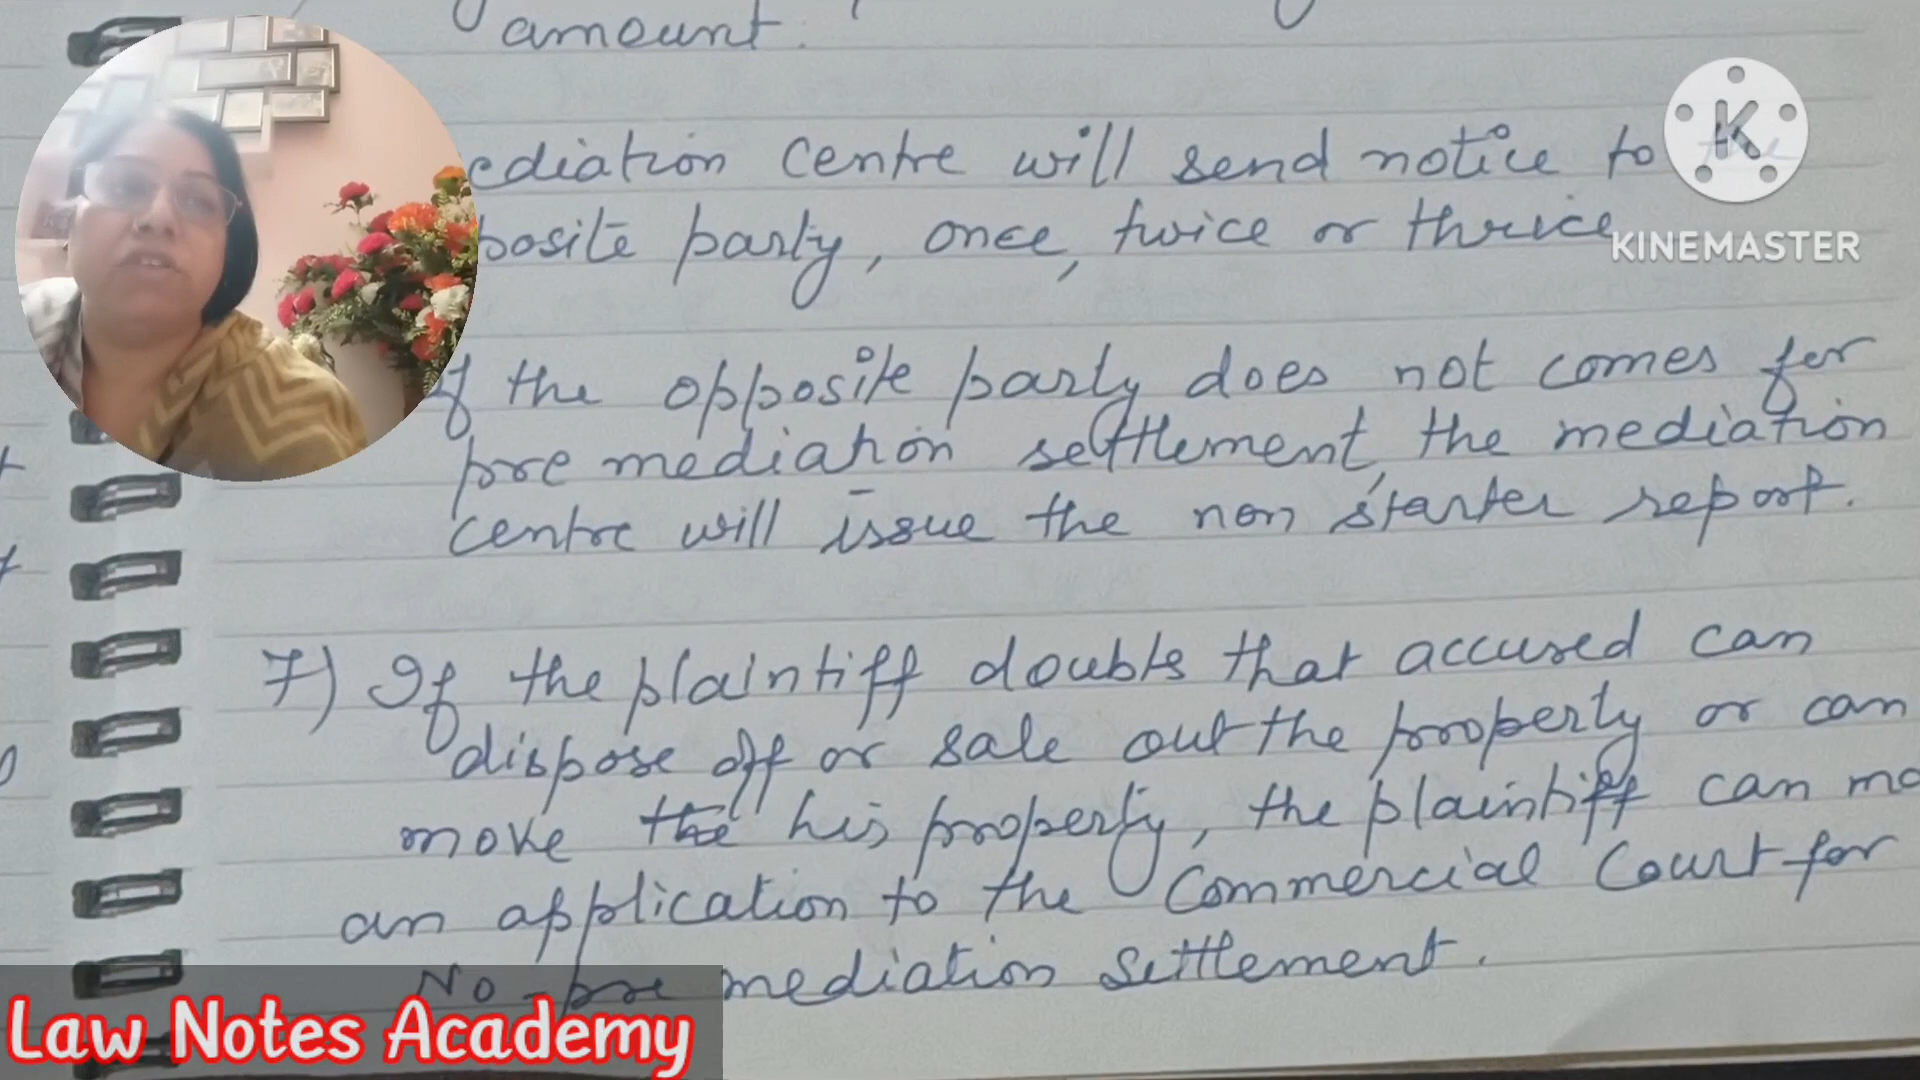 amount.
ediation centre will send notice to the
posite party, once, twice or thrice
KINEMASTER
If the opposite party does not comes for
pre mediation settlement, the mediation
centre will issue the non starter report.
7) If the plaintiff doubts that accused can
dispose off or sale out the property or can
move the his property, the plaintiff can mo
an application to the Commercial Court for
No pre mediation settlement.
Law Notes Academy